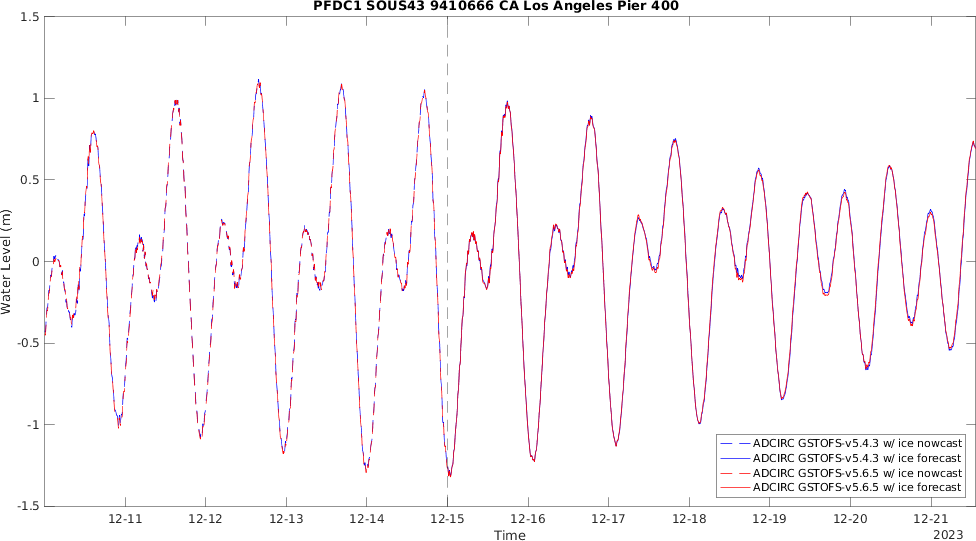 PFDC1 SOUS43 9410666 CA Los Angeles Pier 400
1.5
1
0.5
0
-0.5
-1
-1.5
Water Level (m)
ADCIRC GSTOFS-v5.4.3 w/ ice nowcast
ADCIRC GSTOFS-v5.4.3 w/ ice forecast
ADCIRC GSTOFS-v5.6.5 w/ ice nowcast
ADCIRC GSTOFS-v5.6.5 w/ ice forecast
12-11 12-12 12-13 12-14 12-15 12-16 12-17 12-18 12-19 12-20 12-21
Time
2023